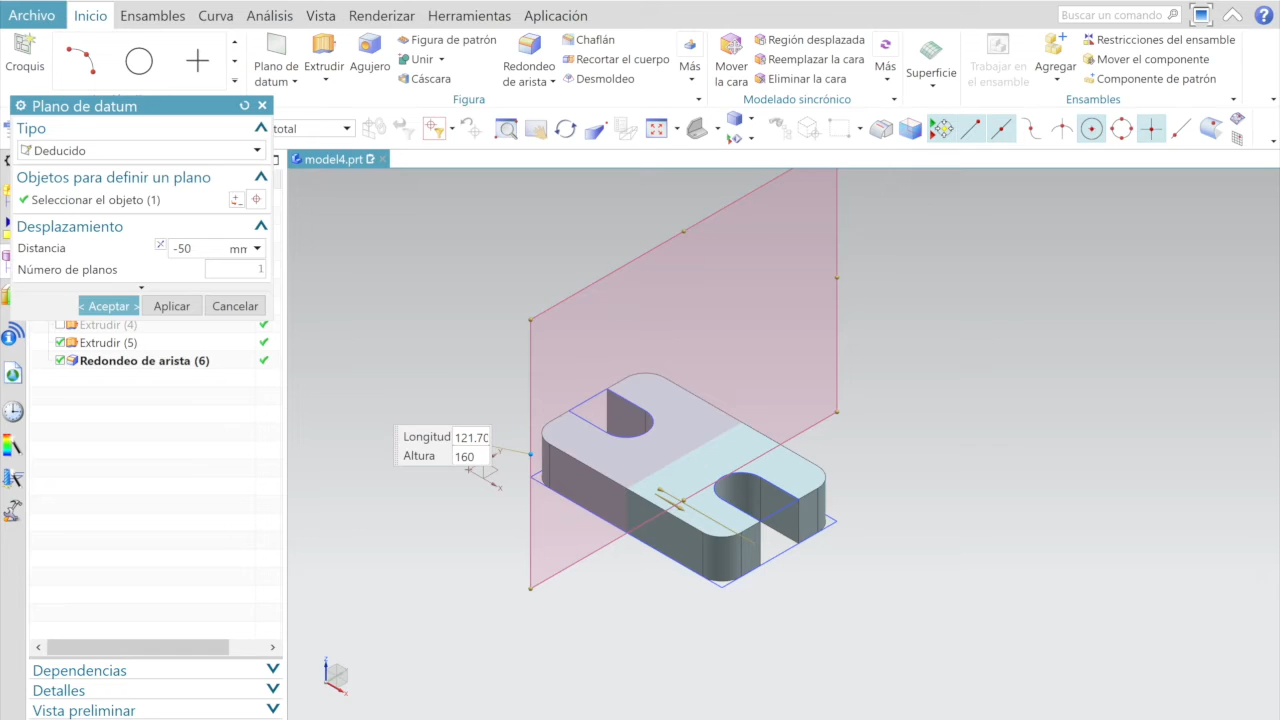 Archivo
Inicio
Ensambles
Curva
Análisis
Vista
Renderizar
Herramientas
Aplicación
Buscar un comando
Croquis
Plano de datum
Extrudir
Agujero
Figura de patrón
Unir
Cáscara
Redondeo de arista
Chaflán
Recortar el cuerpo
Desmoldeo
Más
Mover la cara
Región desplazada
Reemplazar la cara
Eliminar la cara
Más
Superficie
Trabajar en el ensamble
Agregar
Restricciones del ensamble
Mover el componente
Componente de patrón
Figura
Modelado sincrónico
Ensambles
Plano de datum
total
Tipo
Deducido
model4.prt
Objetos para definir un plano
Seleccionar el objeto (1)
Desplazamiento
Distancia
-50
mm
Número de planos
1
< Aceptar >
Aplicar
Cancelar
Extrudir (4)
Extrudir (5)
Redondeo de arista (6)
Longitud
121.70
Altura
160
Y
X
Z
X
Dependencias
Detalles
Vista preliminar